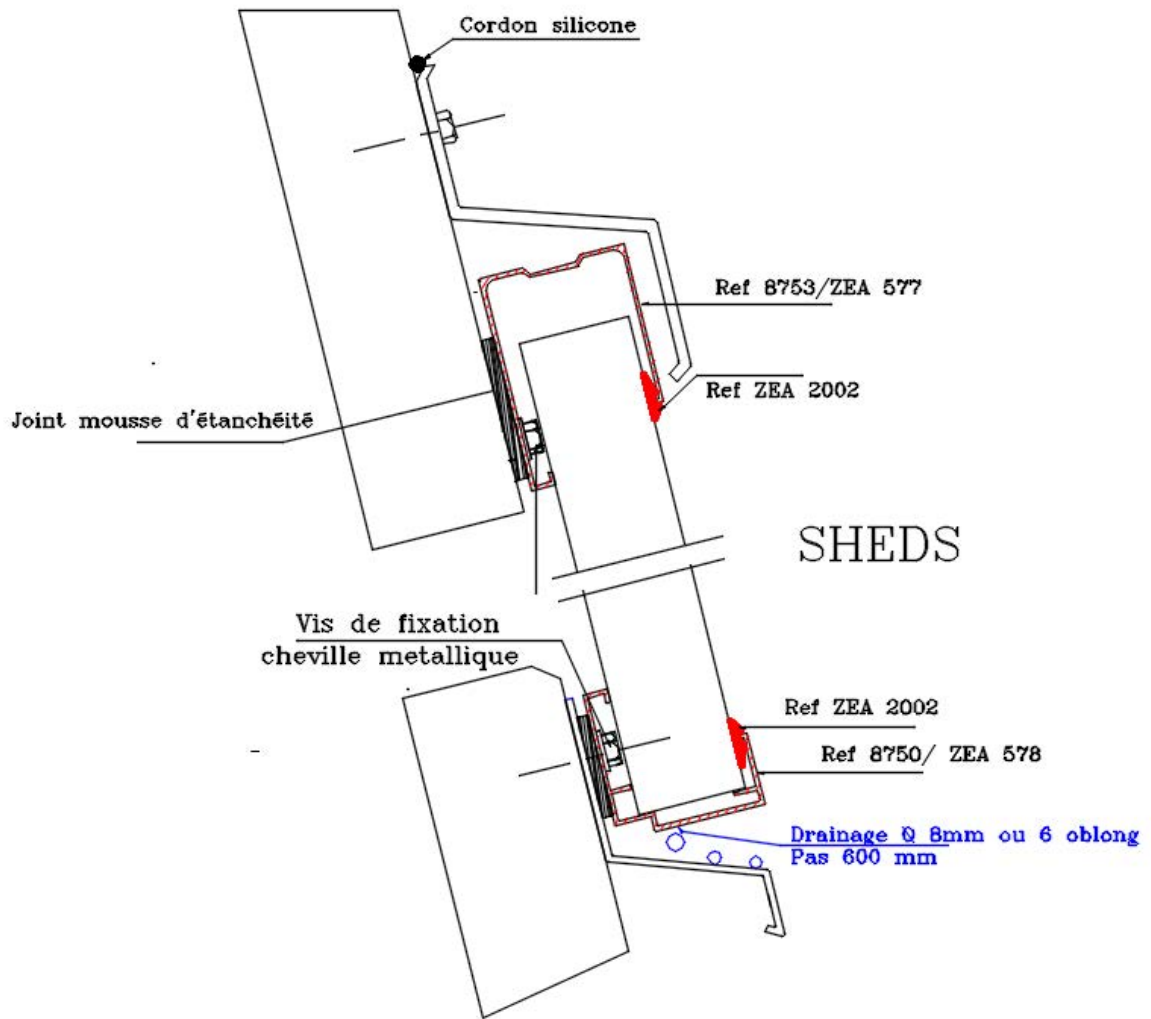 Cordon silicone
Ref 8753/ZEA 577
Ref ZEA 2002
Joint mousse d'étanchéité
SHEDS
Vis de fixation
cheville metallique
Ref ZEA 2002
Ref 8750/ ZEA 578
Drainage Q 8mm ou 6 oblong
Pas 600 mm